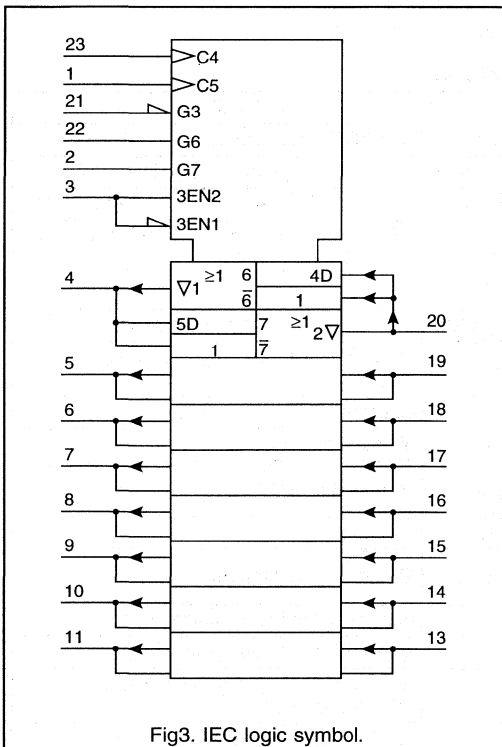 23 C4
1 C5
21 G3
22 G6
2 G7
3 3EN2
3EN1
4 ▽1 ≥1 6 4D
6̅ 1
5D 7 ≥1 2▽ 20
1 7̅
5 19
6 18
7 17
8 16
9 15
10 14
11 13
Fig3. IEC logic symbol.